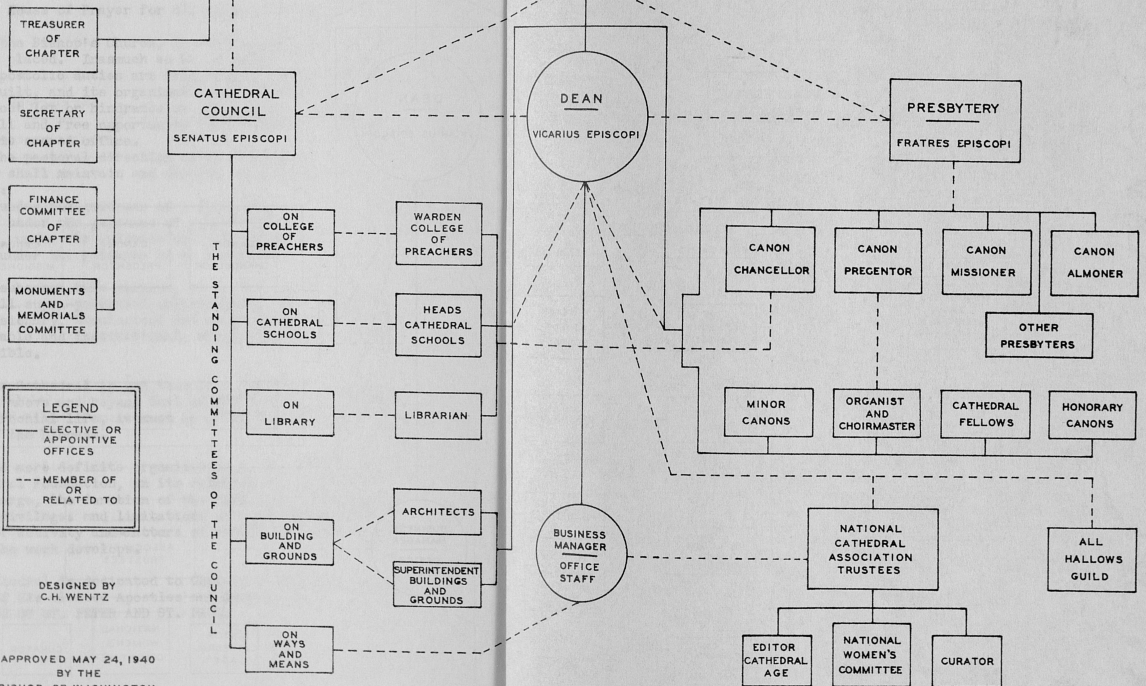 TREASURER
OF
CHAPTER
SECRETARY
OF
CHAPTER
FINANCE
COMMITTEE
OF
CHAPTER
MONUMENTS
AND
MEMORIALS
COMMITTEE
LEGEND
ELECTIVE OR
APPOINTIVE
OFFICES
MEMBER OF
OR
RELATED TO
DESIGNED BY
C.H. WENTZ
APPROVED MAY 24, 1940
BY THE
CATHEDRAL
COUNCIL
SENATUS EPISCOPI
THE STANDING COMMITTEES OF THE COUNCIL
ON
COLLEGE
OF
PREACHERS
ON
CATHEDRAL
SCHOOLS
ON
LIBRARY
ON
BUILDING
AND
GROUNDS
ON
WAYS
AND
MEANS
WARDEN
COLLEGE
OF
PREACHERS
HEADS
CATHEDRAL
SCHOOLS
LIBRARIAN
ARCHITECTS
SUPERINTENDENT
BUILDINGS
AND
GROUNDS
DEAN
VICARIUS EPISCOPI
BUSINESS
MANAGER
OFFICE
STAFF
PRESBYTERY
FRATRES EPISCOPI
CANON
CHANCELLOR
CANON
PREGENTOR
CANON
MISSIONER
CANON
ALMONER
OTHER
PRESBYTERS
MINOR
CANONS
ORGANIST
AND
CHOIRMASTER
CATHEDRAL
FELLOWS
HONORARY
CANONS
NATIONAL
CATHEDRAL
ASSOCIATION
TRUSTEES
ALL
HALLOWS
GUILD
EDITOR
CATHEDRAL
AGE
NATIONAL
WOMEN'S
COMMITTEE
CURATOR